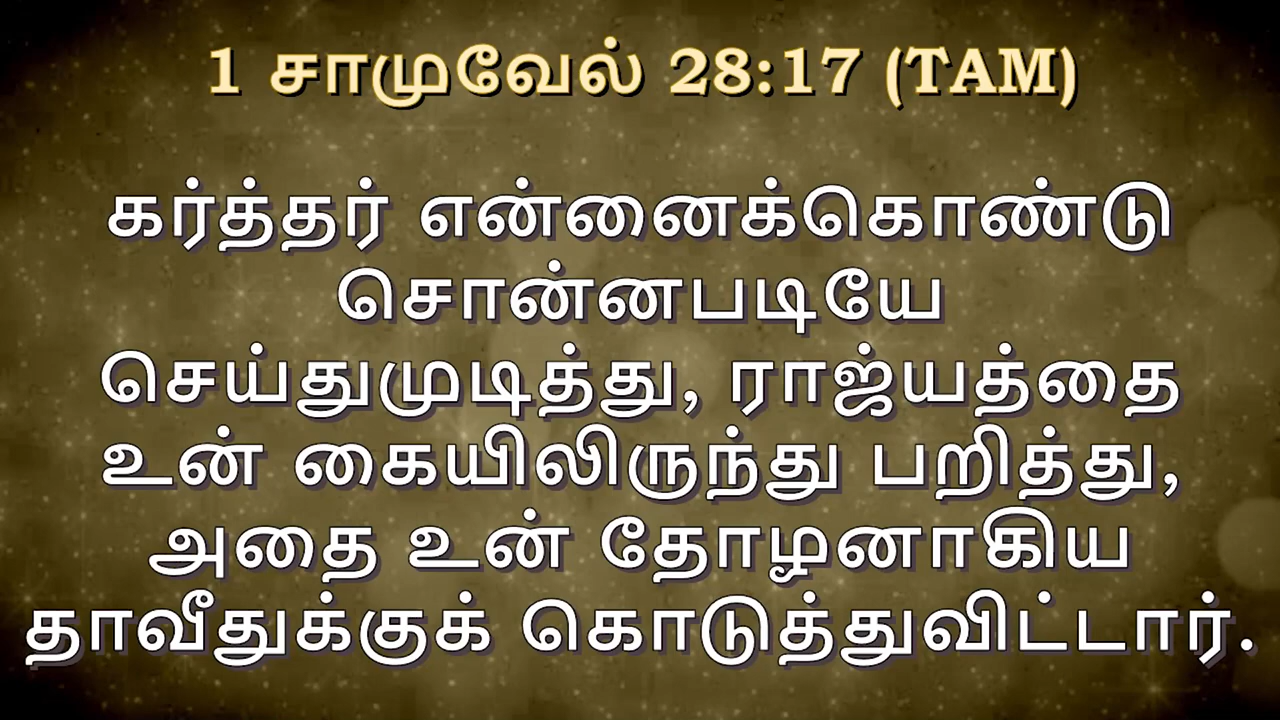 1 சாமுவேல் 28:17 (TAM)
கர்த்தர் என்னைக்கொண்டு
சொன்னபடியே
செய்துமுடித்து, ராஜ்யத்தை
உன் கையிலிருந்து பறித்து,
அதை உன் தோழனாகிய
தாவீதுக்குக் கொடுத்துவிட்டார்.